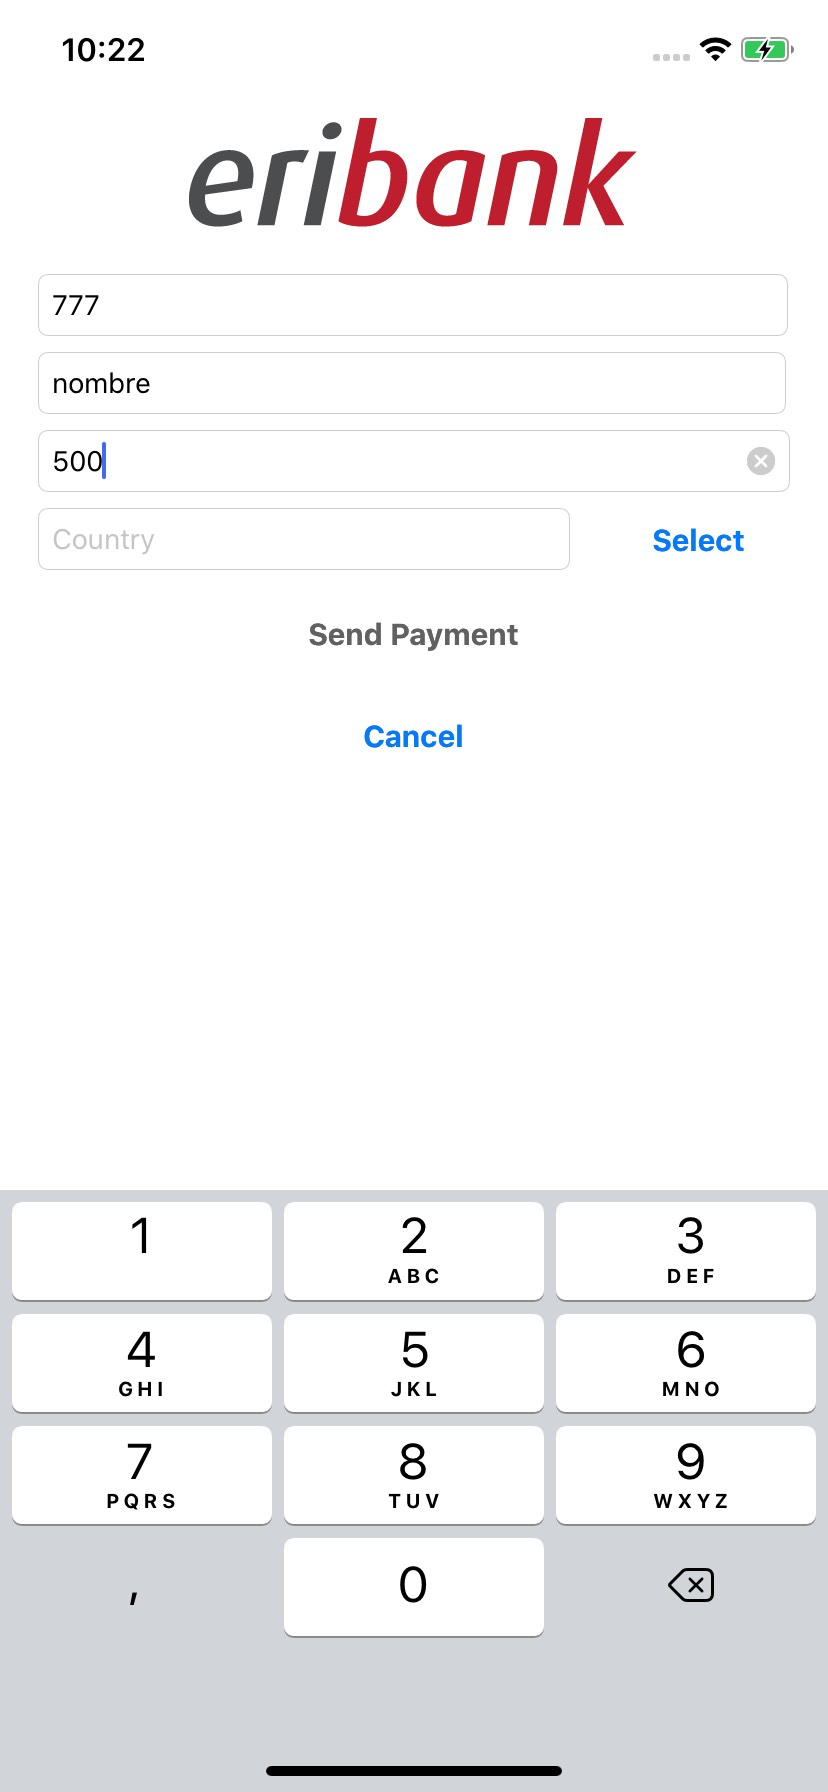 10:22
eribank
777
nombre
500
Country
Select
Send Payment
Cancel
1
2
ABC
3
DEF
4
GHI
5
JKL
6
MNO
7
PQRS
8
TUV
9
WXYZ
,
0